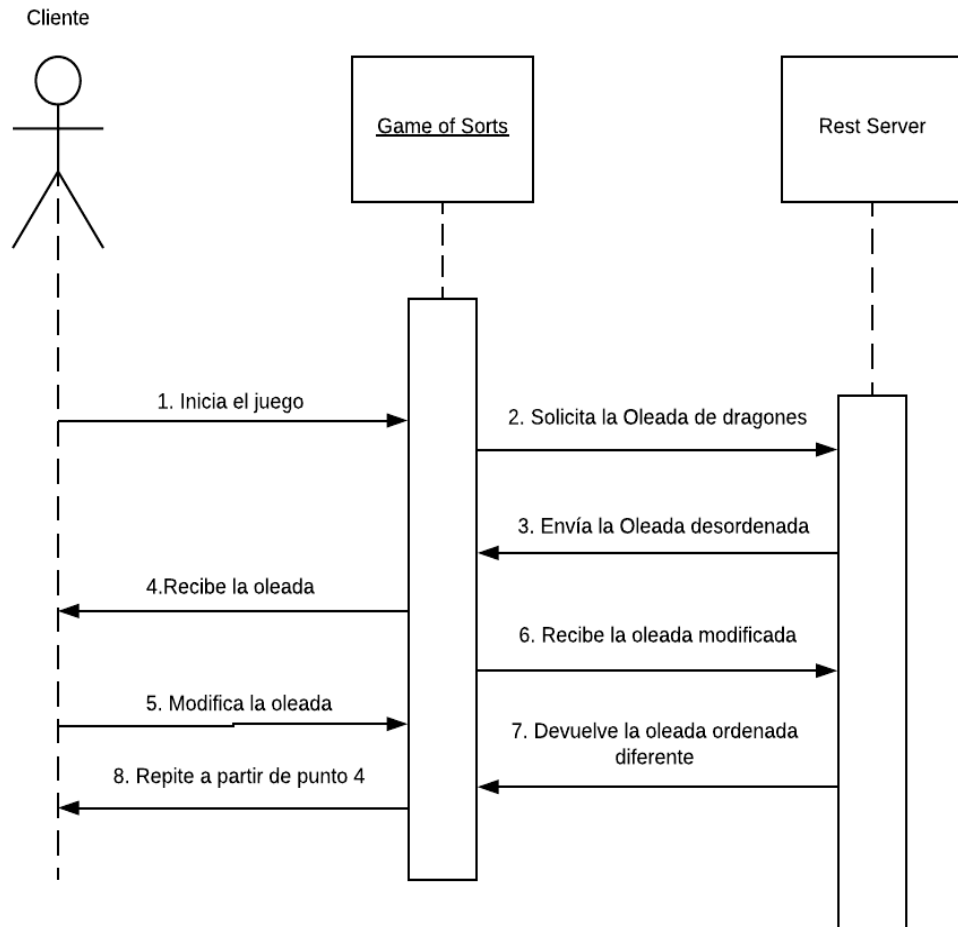 Cliente
Game of Sorts
Rest Server
1. Inicia el juego
2. Solicita la Oleada de dragones
3. Envía la Oleada desordenada
4.Recibe la oleada
6. Recibe la oleada modificada
5. Modifica la oleada
7. Devuelve la oleada ordenada
diferente
8. Repite a partir de punto 4